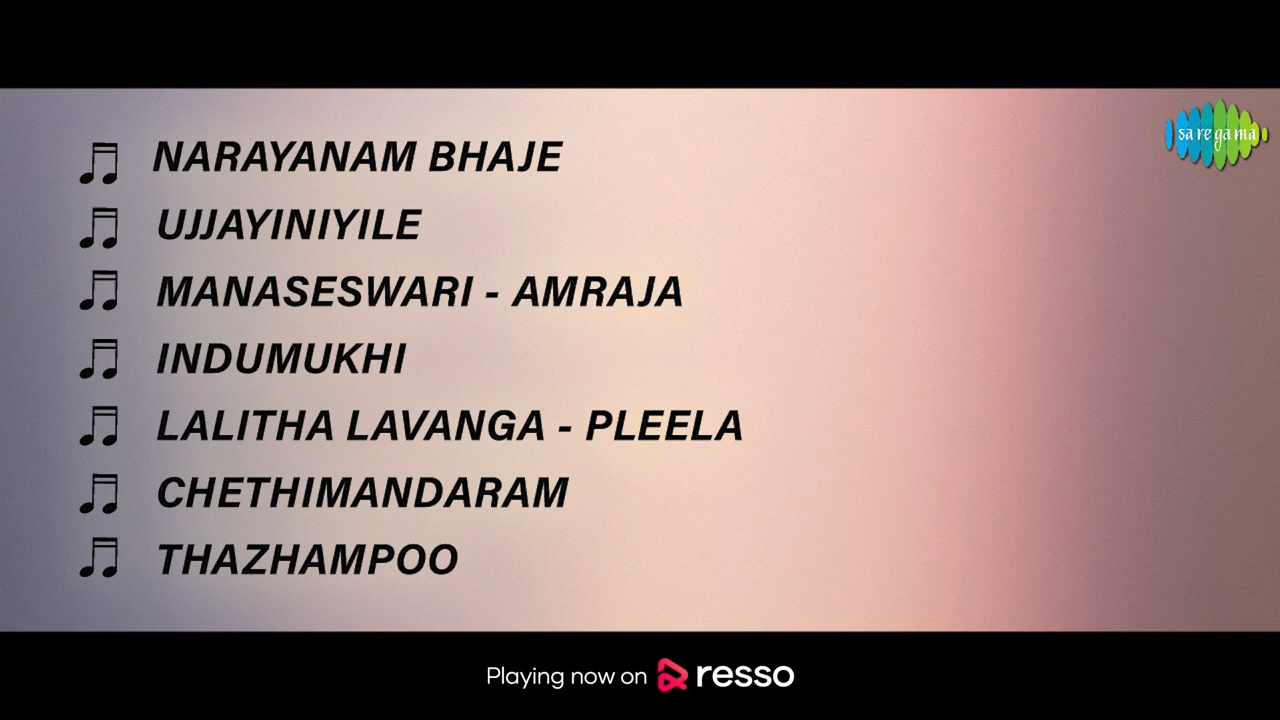 sa re ga ma
NARAYANAM BHAJE
UJJAYINIYILE
MANASESWARI - AMRAJA
INDUMUKHI
LALITHA LAVANGA - PLEELA
CHETHIMANDARAM
THAZHAMPOO
Playing now on resso